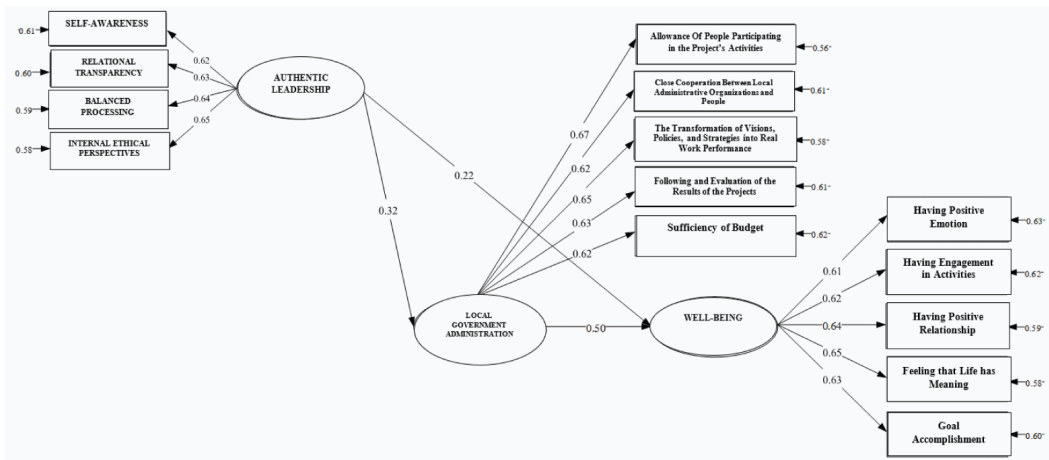 SELF-AWARENESS
0.61
RELATIONAL
TRANSPARENCY
0.60
BALANCED
PROCESSING
0.59
INTERNAL ETHICAL
PERSPECTIVES
0.58
0.62
0.63
0.64
0.65
AUTHENTIC
LEADERSHIP
0.32
0.22
LOCAL
GOVERNMENT
ADMINISTRATION
0.67
0.62
0.65
0.63
0.62
Allowance Of People Participating
in the Project's Activities
0.56
Close Cooperation Between Local
Administrative Organizations and
People
0.61
The Transformation of Visions,
Policies, and Strategies into Real
Work Performance
0.58
Following and Evaluation of the
Results of the Projects
0.61
Sufficiency of Budget
0.62
0.50
WELL-BEING
0.61
0.62
0.64
0.65
0.63
Having Positive
Emotion
0.63
Having Engagement
in Activities
0.62
Having Positive
Relationship
0.59
Feeling that Life has
Meaning
0.58
Goal
Accomplishment
0.60